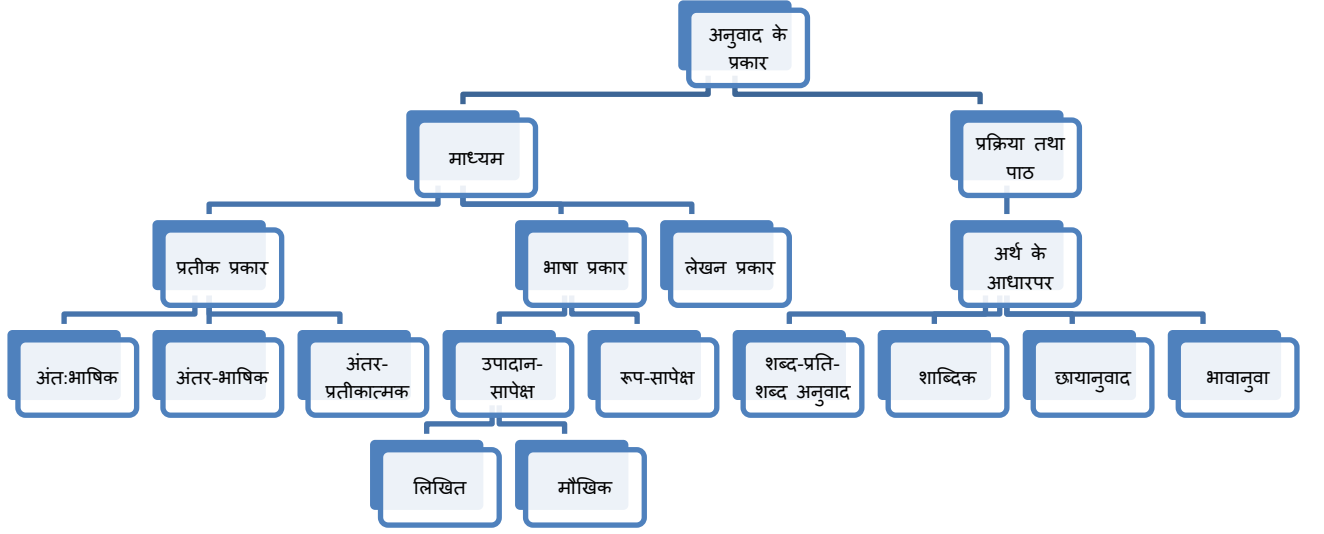 अनुवाद के
प्रकार
माध्यम
प्रक्रिया तथा
पाठ
प्रतीक प्रकार
भाषा प्रकार
लेखन प्रकार
अर्थ के
आधारपर
अंत:भाषिक
अंतर-भाषिक
अंतर-
प्रतीकात्मक
उपादान-
सापेक्ष
रूप-सापेक्ष
शब्द-प्रति-
शब्द अनुवाद
शाब्दिक
छायानुवाद
भावानुवा
लिखित
मौखिक